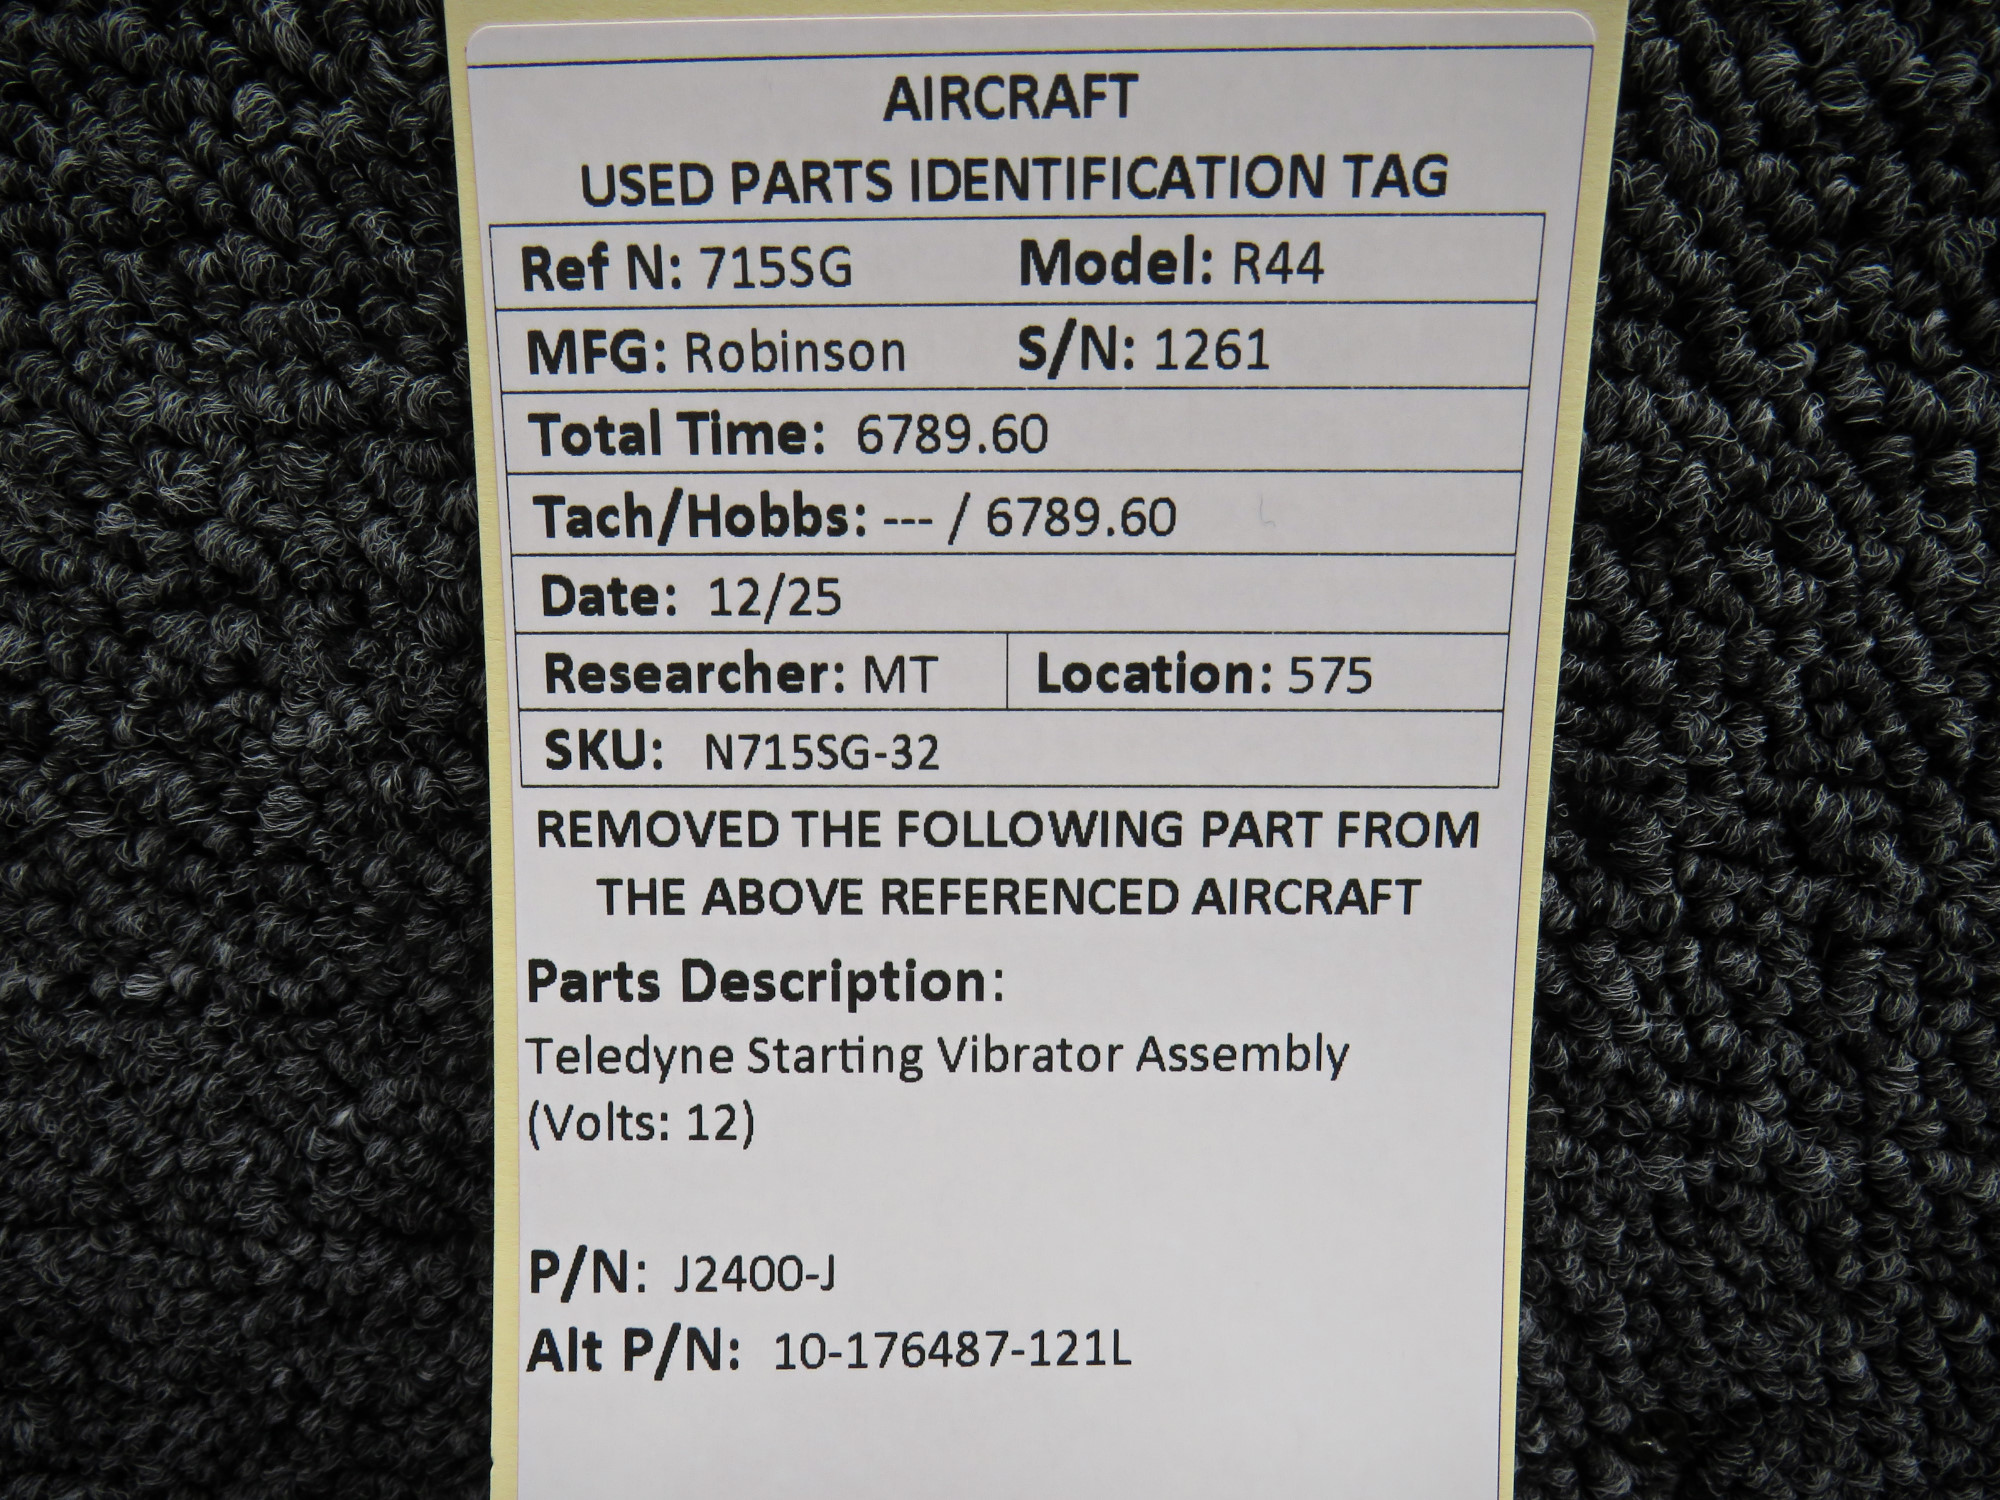 AIRCRAFT
USED PARTS IDENTIFICATION TAG
Ref N: 715SG Model: R44
MFG: Robinson S/N: 1261
Total Time: 6789.60
Tach/Hobbs: --- / 6789.60
Date: 12/25
Researcher: MT Location: 575
SKU: N715SG-32
REMOVED THE FOLLOWING PART FROM
THE ABOVE REFERENCED AIRCRAFT
Parts Description:
Teledyne Starting Vibrator Assembly
(Volts: 12)
P/N: J2400-J
Alt P/N: 10-176487-121L